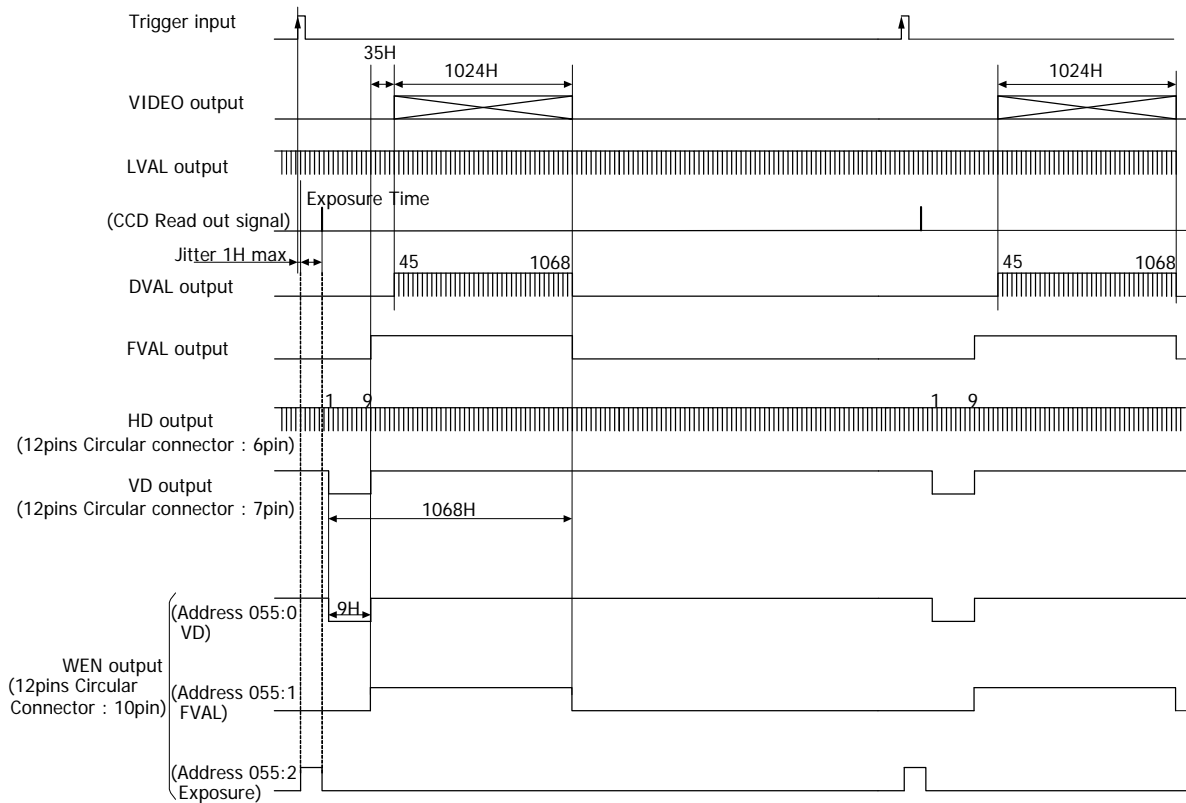 Trigger input
35H
1024H
1024H
VIDEO output
LVAL output
Exposure Time
(CCD Read out signal)
Jitter 1H max
45
1068
45
1068
DVAL output
FVAL output
1
9
1
9
HD output
(12pins Circular connector : 6pin)
VD output
(12pins Circular connector : 7pin)
1068H
(Address 055:0
VD)
9H
WEN output
(12pins Circular
Connector : 10pin)
(Address 055:1
FVAL)
(Address 055:2
Exposure)